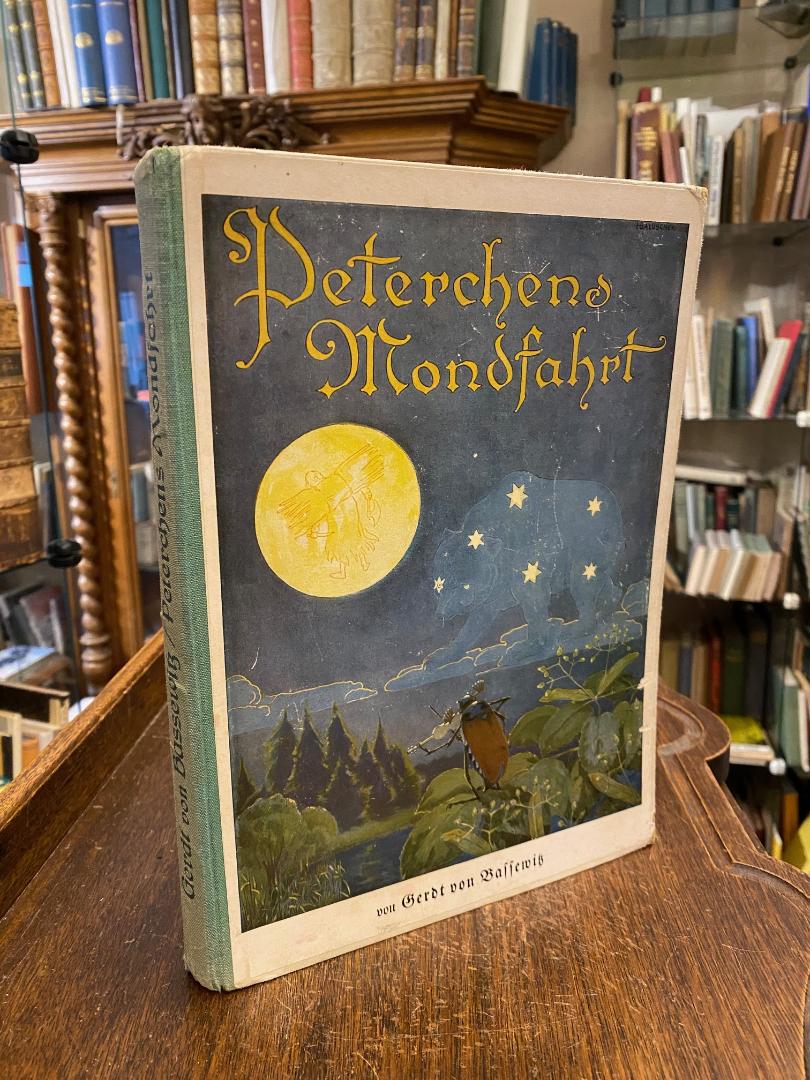 Peterchens
Mondfahrt
von Gerdt von Bassewitz
Gerdt von Bassewitz / Peterchens Mondfahrt